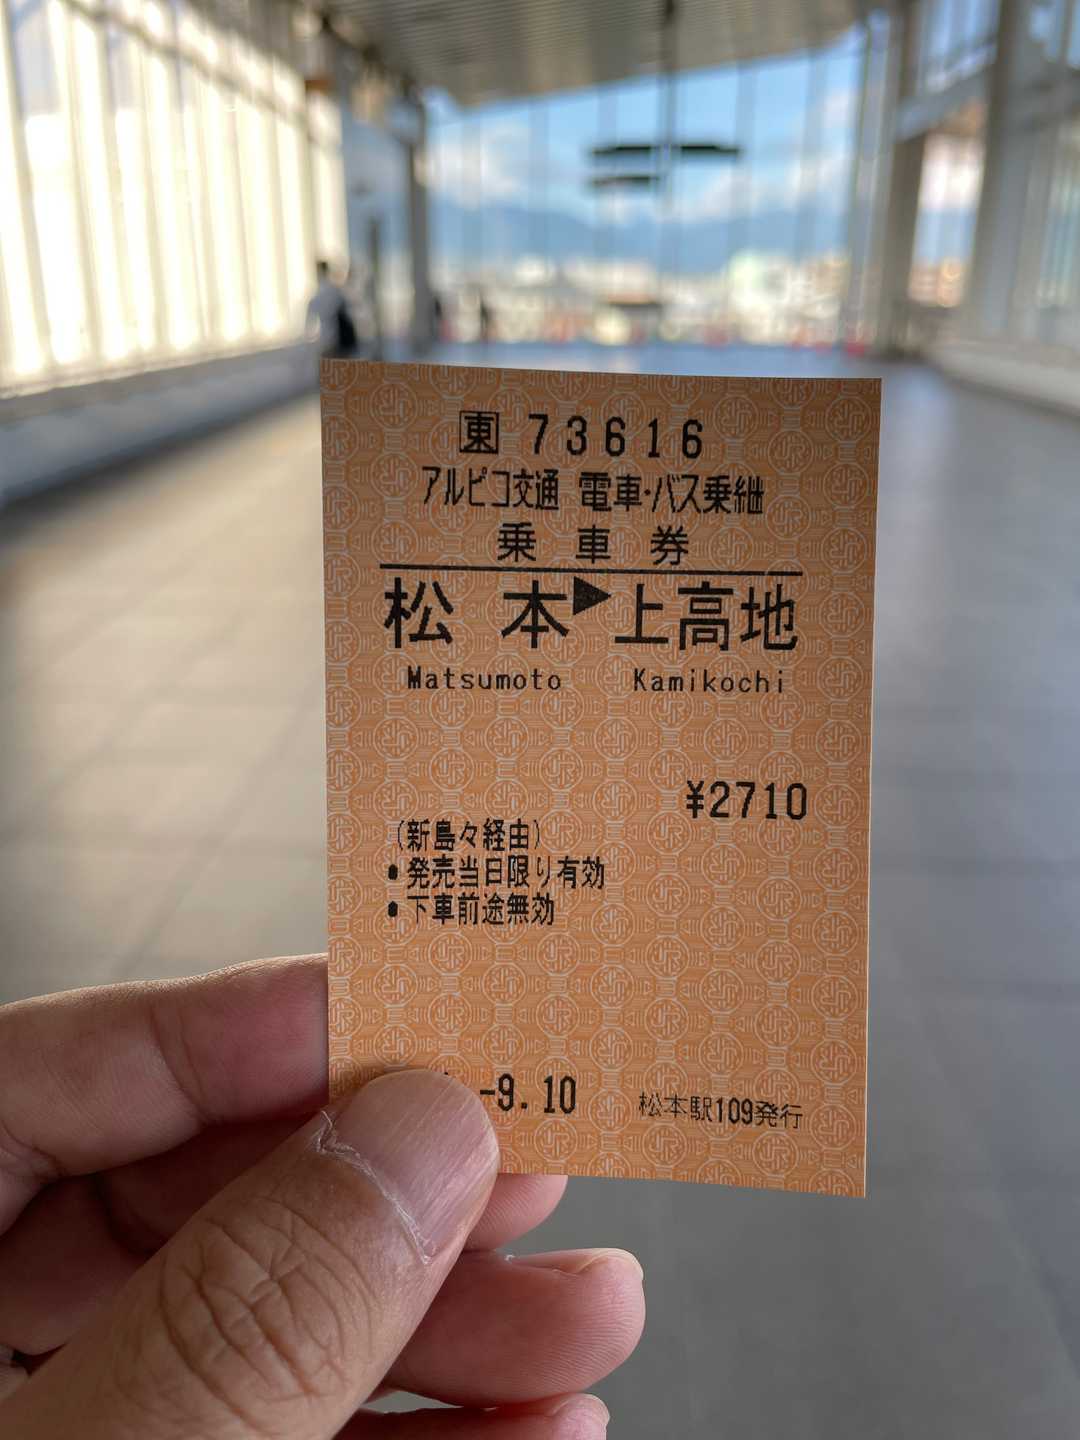 東 73616
アルピコ交通 電車・バス乗継
乗車券
松本▶上高地
Matsumoto Kamikochi
¥2710
(新島々経由)
●発売当日限り有効
●下車前途無効
-9.10 松本駅109発行